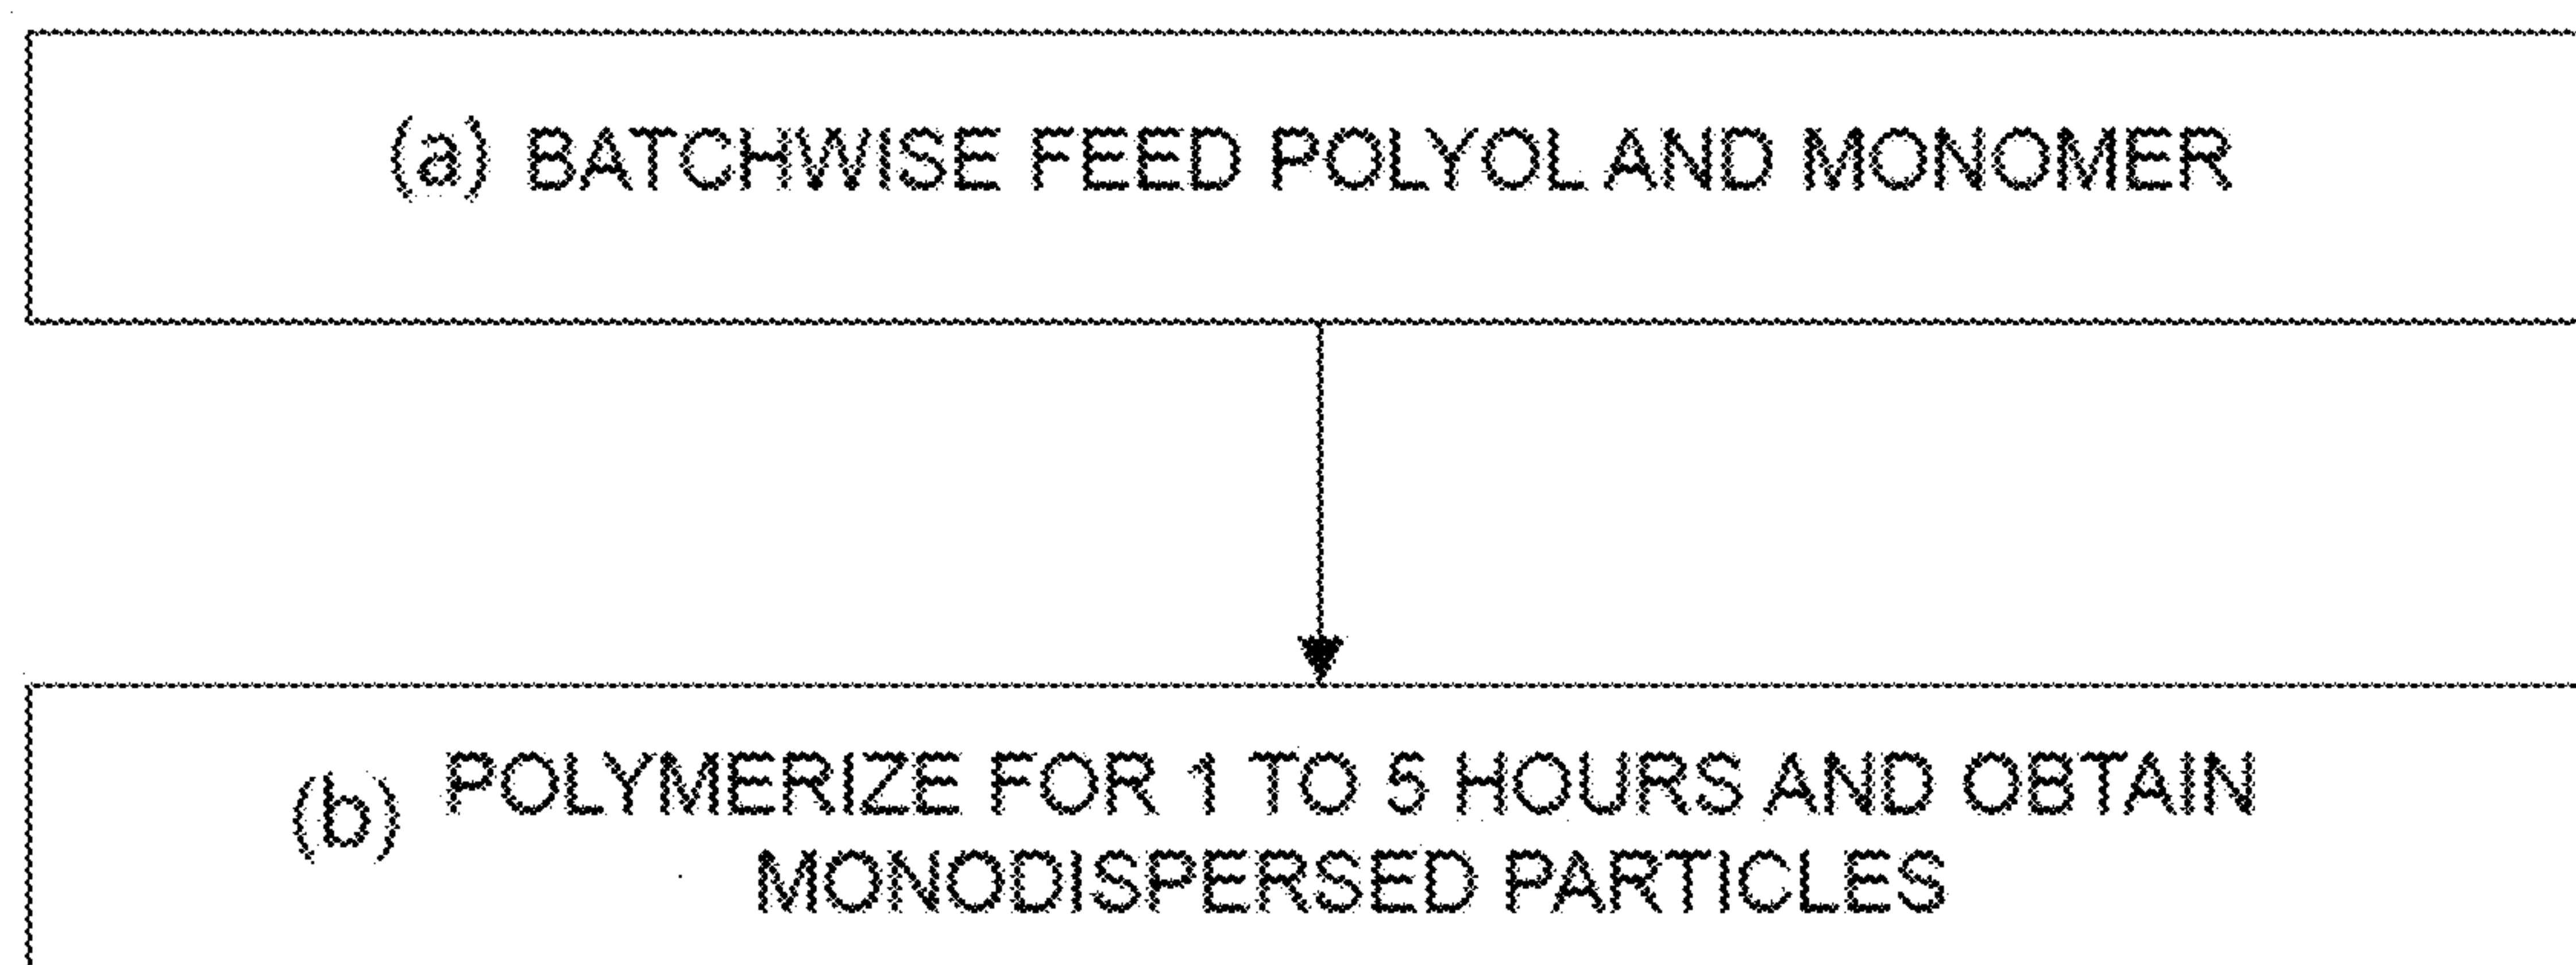 (a) BATCHWISE FEED POLYOL AND MONOMER
(b) POLYMERIZE FOR 1 TO 5 HOURS AND OBTAIN
MONODISPERSED PARTICLES